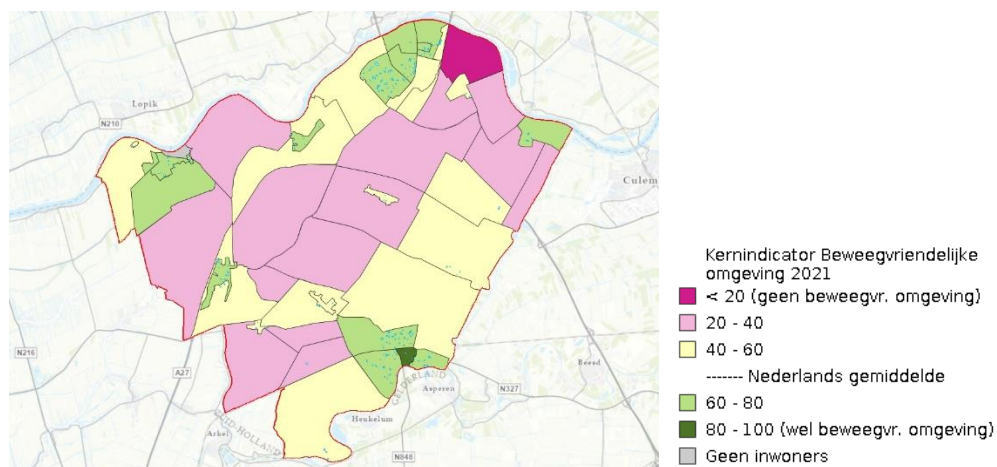 Lopik
N210
Culem
N216
A27
GELDERLAND
Beesd
Asperen
N327
Heukelum
ZUID-HOLLAND
Arkel
N848
Kernindicator Beweegvriendelijke
omgeving 2021
< 20 (geen beweegvr. omgeving)
20 - 40
40 - 60
------ Nederlands gemiddelde
60 - 80
80 - 100 (wel beweegvr. omgeving)
Geen inwoners